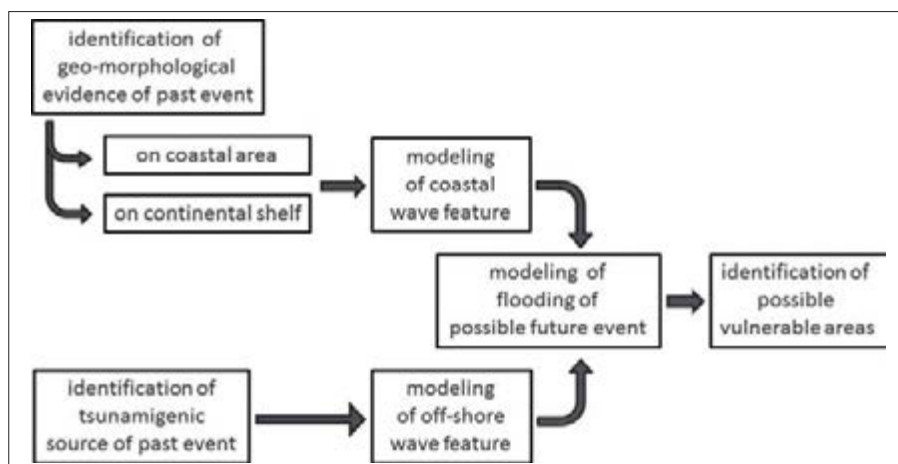 identification of
geo-morphological
evidence of past event
on coastal area
on continental shelf
modeling
of coastal
wave feature
modeling of
flooding of
possible future event
identification of
possible
vulnerable areas
identification of
tsunamigenic
source of past event
modeling
of off-shore
wave feature